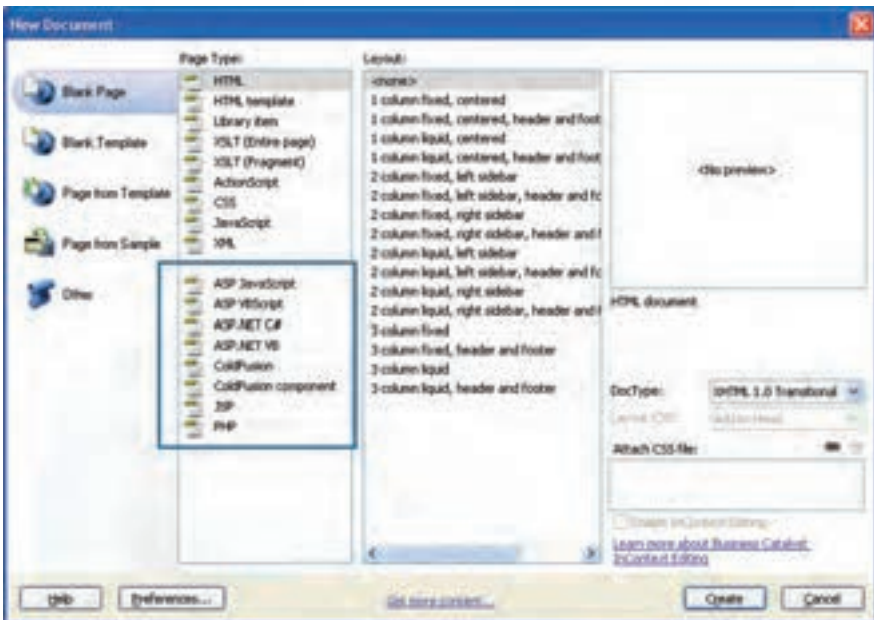 New Document
Blank Page
Blank Template
Page from Template
Page from Sample
Other
Page Type:
HTML
HTML template
Library item
XSLT (Entire page)
XSLT (Fragment)
ActionScript
CSS
JavaScript
XML
ASP JavaScript
ASP VBScript
ASP.NET C#
ASP.NET VB
ColdFusion
ColdFusion component
JSP
PHP
Layout:
<none>
1 column fixed, centered
1 column fixed, centered, header and foot
1 column liquid, centered
1 column liquid, centered, header and foot
2 column fixed, left sidebar
2 column fixed, left sidebar, header and fo
2 column fixed, right sidebar
2 column fixed, right sidebar, header and f
2 column liquid, left sidebar
2 column liquid, left sidebar, header and fo
2 column liquid, right sidebar
2 column liquid, right sidebar, header and f
3 column fixed
3 column fixed, header and footer
3 column liquid
3 column liquid, header and footer
<No preview>
HTML document
DocType:
XHTML 1.0 Transitional
Layout CSS:
Add to Head
Attach CSS file:
Enable InContext Editing
Learn more about Business Catalyst
InContext Editing
Help
Preferences...
Get more content...
Create
Cancel